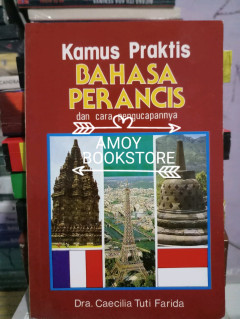 Kamus Praktis
BAHASA
PERANCIS
dan cara pengucapannya
AMOY
BOOKSTORE
Dra. Caecilia Tuti Farida